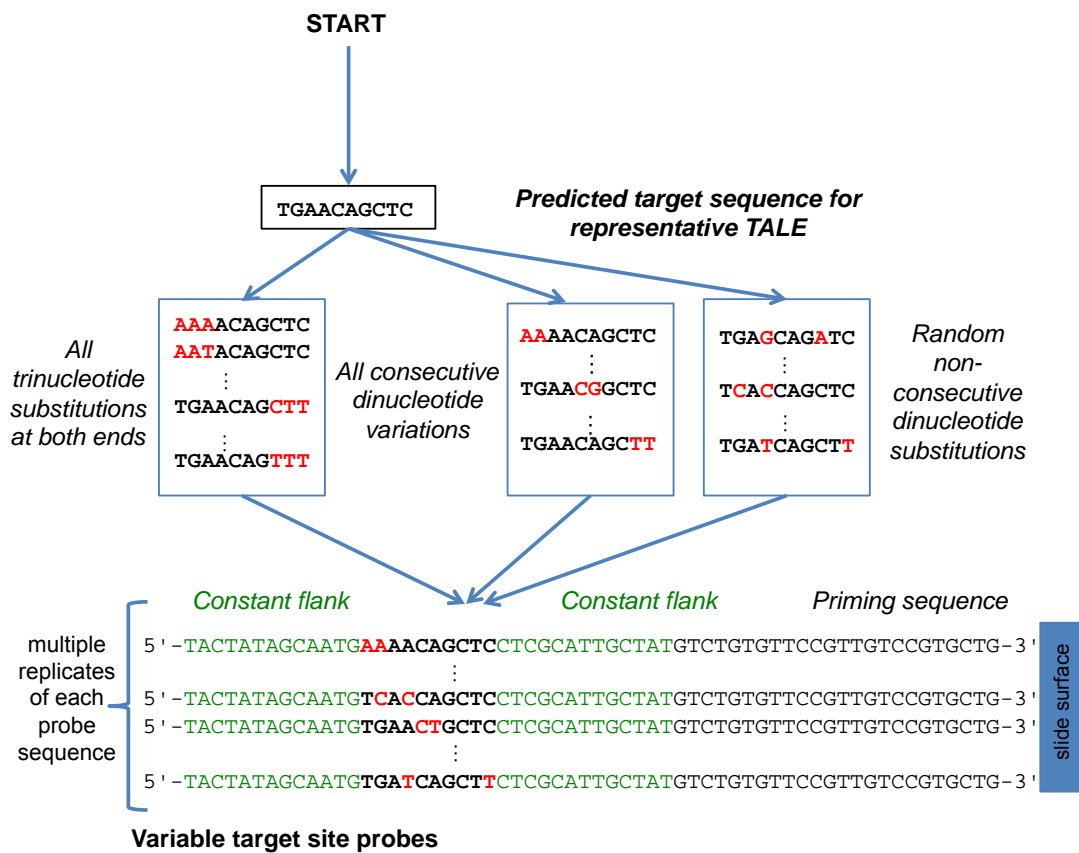 START
TGAACAGCTC
Predicted target sequence for
representative TALE
All
trinucleotide
substitutions
at both ends
AAAACAGCTC
AATACAGCTC
⋮
TGAACAGCTT
⋮
TGAACAGTTT
All consecutive
dinucleotide
variations
AAAACAGCTC
⋮
TGAACGGCTC
⋮
TGAACAGCTT
TGAGCAGATC
TCACCAGCTC
TGATCAGCTT
Random
non-
consecutive
dinucleotide
substitutions
Constant flank
Constant flank
Priming sequence
multiple
replicates
of each
probe
sequence
5'-TACTATAGCAATGAAAACAGCTCCTCGCATTGCTATGTCTGTGTTCCGTTGTCCGTGCTG-3'
⋮
5'-TACTATAGCAATGTCACCAGCTCCTCGCATTGCTATGTCTGTGTTCCGTTGTCCGTGCTG-3'
5'-TACTATAGCAATGTGAACTGCTCCTCGCATTGCTATGTCTGTGTTCCGTTGTCCGTGCTG-3'
⋮
5'-TACTATAGCAATGTGATCAGCTTCTCGCATTGCTATGTCTGTGTTCCGTTGTCCGTGCTG-3'
slide surface
Variable target site probes